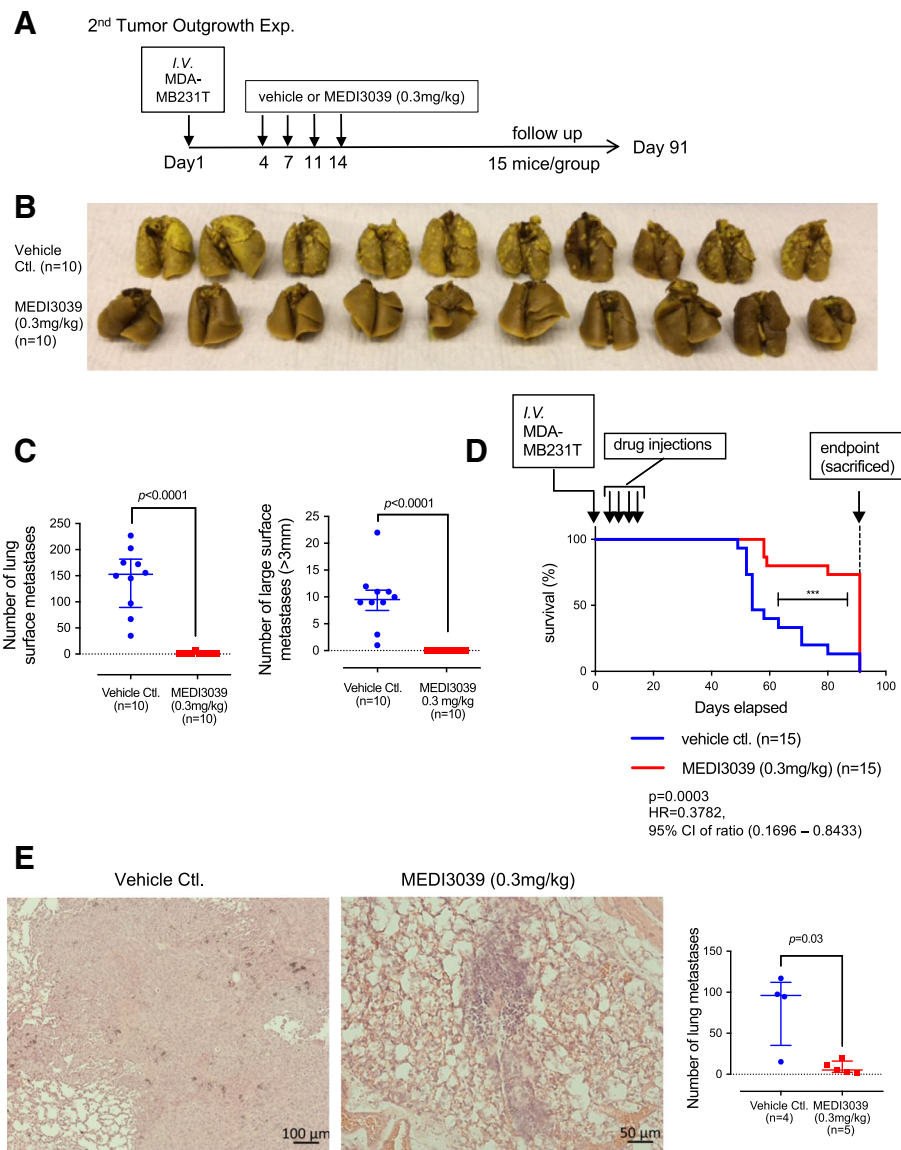 A
2nd Tumor Outgrowth Exp.
I.V.
MDA-
MB231T
vehicle or MEDI3039 (0.3mg/kg)
follow up
Day1
4
7
11
14
15 mice/group
Day 91
B
Vehicle
Ctl. (n=10)
MEDI3039
(0.3mg/kg)
(n=10)
C
p<0.0001
Number of lung
surface metastases
250
200
150
100
50
0
Vehicle Ctl.
(n=10)
MEDI3039
(0.3mg/kg)
(n=10)
p<0.0001
Number of large surface
metastases (>3mm)
25
20
15
10
5
0
Vehicle Ctl.
(n=10)
MEDI3039
0.3 mg/kg
(n=10)
D
I.V.
MDA-
MB231T
drug injections
endpoint
(sacrificed)
survival (%)
100
50
0
***
0
20
40
60
80
100
Days elapsed
vehicle ctl. (n=15)
MEDI3039 (0.3mg/kg) (n=15)
p=0.0003
HR=0.3782,
95% CI of ratio (0.1696 – 0.8433)
E
Vehicle Ctl.
100 µm
MEDI3039 (0.3mg/kg)
50 µm
p=0.03
Number of lung metastases
150
100
50
0
Vehicle Ctl.
(n=4)
MEDI3039
(0.3mg/kg)
(n=5)